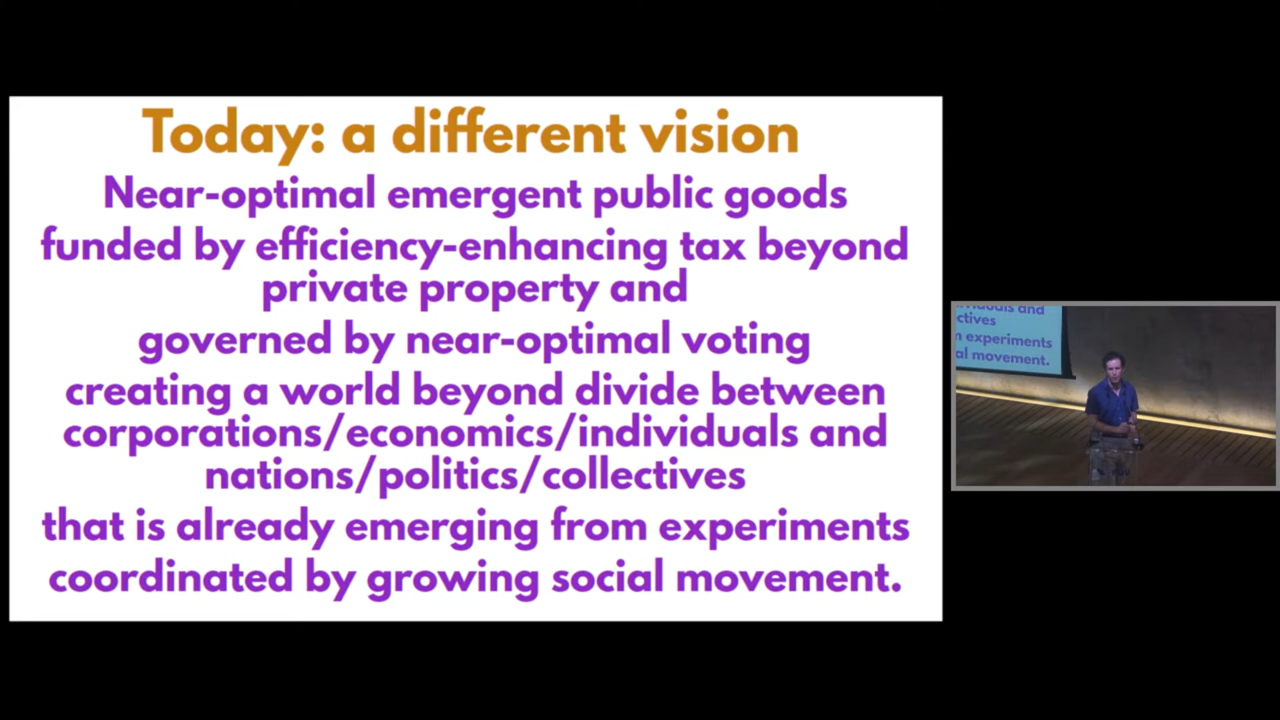 Today: a different vision
Near-optimal emergent public goods
funded by efficiency-enhancing tax beyond
private property and
governed by near-optimal voting
creating a world beyond divide between
corporations/economics/individuals and
nations/politics/collectives
that is already emerging from experiments
coordinated by growing social movement.
and
experiments
movement.